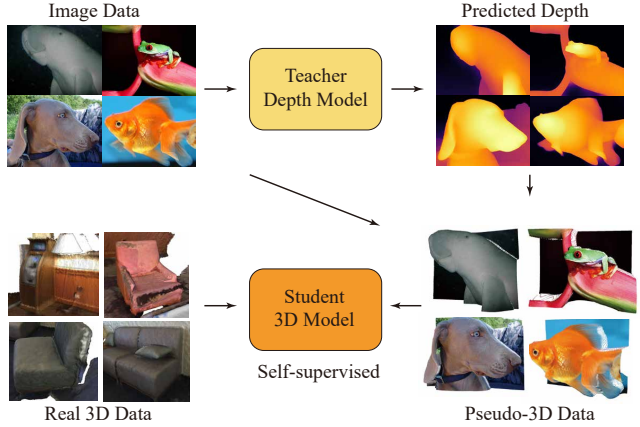 Image Data
Predicted Depth
Teacher
Depth Model
Student
3D Model
Self-supervised
Real 3D Data
Pseudo-3D Data